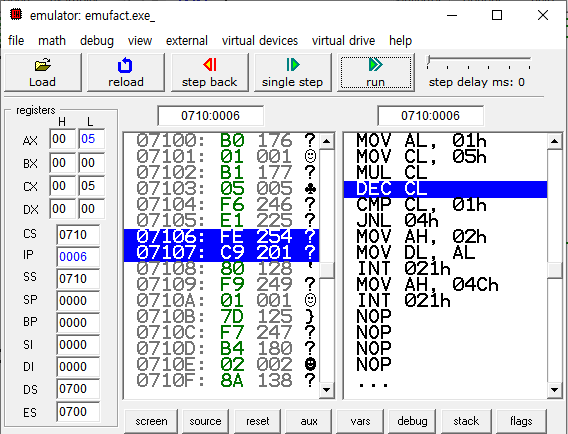 emulator: emufact.exe_
file math debug view external virtual devices virtual drive help
Load reload step back single step run step delay ms: 0
registers
H L
AX 00 05
BX 00 00
CX 00 05
DX 00 00
CS 0710
IP 0006
SS 0710
SP 0000
BP 0000
SI 0000
DI 0000
DS 0700
ES 0700
0710:0006
07100: B0 176 ?
07101: 01 001 ☺
07102: B1 177 ?
07103: 05 005 ♣
07104: F6 246 ?
07105: E1 225 ?
07106: FE 254 ?
07107: C9 201 ?
07108: 80 128 ?
07109: F9 249 ?
0710A: 01 001 ☺
0710B: 7D 125 }
0710C: F7 247 ?
0710D: B4 180 ?
0710E: 02 002 ☻
0710F: 8A 138 ?
0710:0006
MOV AL, 01h
MOV CL, 05h
MUL CL
DEC CL
CMP CL, 01h
JNL 04h
MOV AH, 02h
MOV DL, AL
INT 021h
MOV AH, 04Ch
INT 021h
NOP
NOP
NOP
NOP
...
screen source reset aux vars debug stack flags